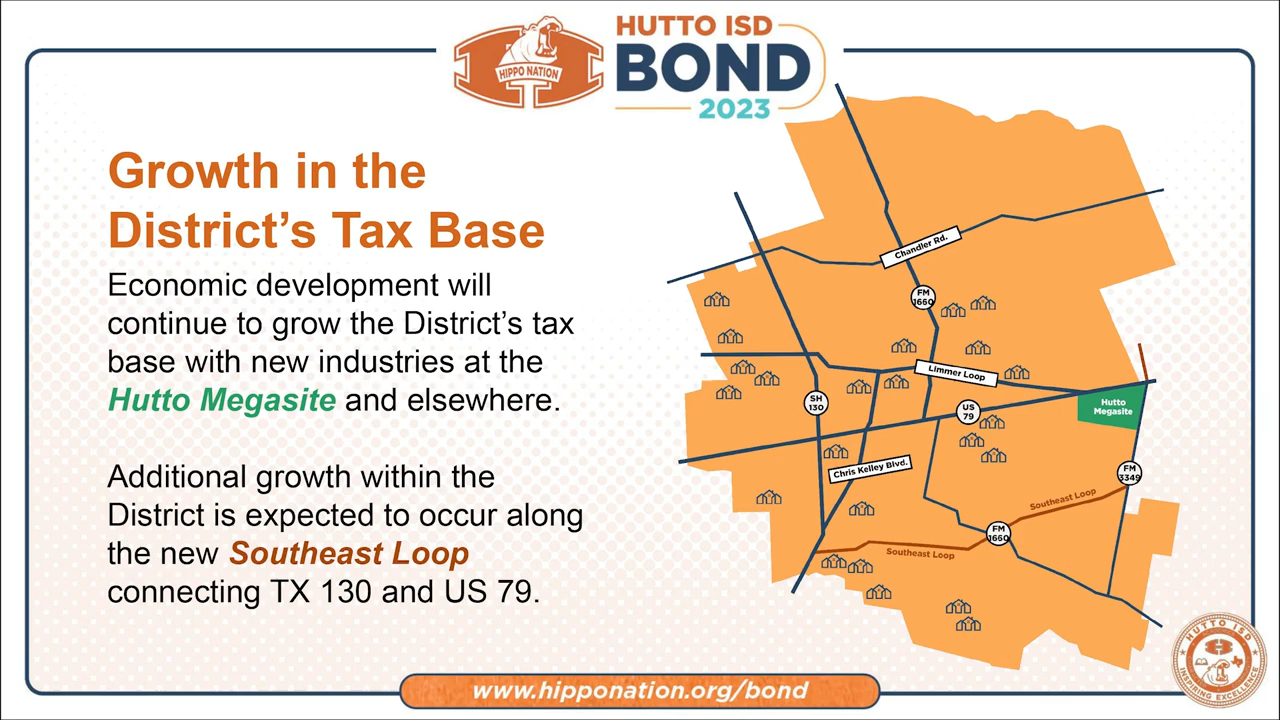 HUTTO ISD
BOND
2023
HIPPO NATION
Growth in the
District's Tax Base
Economic development will
continue to grow the District's tax
base with new industries at the
Hutto Megasite and elsewhere.
Additional growth within the
District is expected to occur along
the new Southeast Loop
connecting TX 130 and US 79.
Chandler Rd.
FM
1660
Limmer Loop
SH
130
US
79
Hutto
Megasite
Chris Kelley Blvd.
FM
3349
Southeast Loop
FM
1660
Southeast Loop
www.hipponation.org/bond
HUTTO ISD
INSPIRING EXCELLENCE